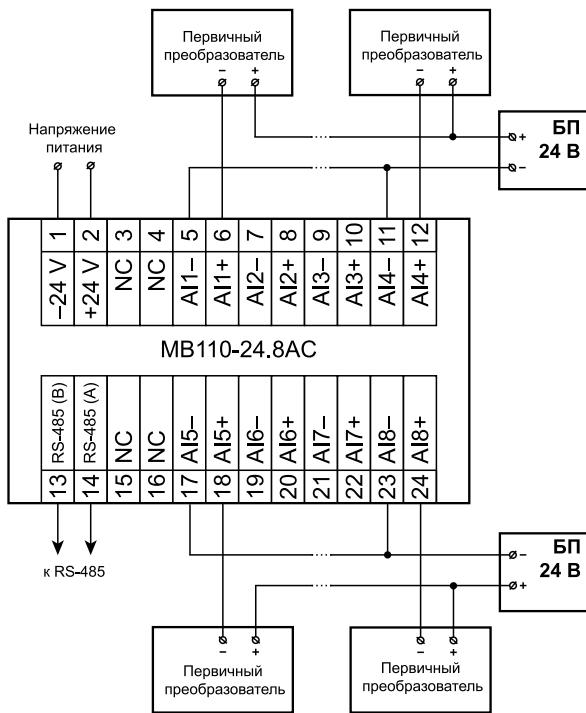 Первичный
преобразователь
– +
Первичный
преобразователь
– +
БП
24 В
+
–
Напряжение
питания
1 2 3 4 5 6 7 8 9 10 11 12
–24 V +24 V NC NC AI1– AI1+ AI2– AI2+ AI3– AI3+ AI4– AI4+
МВ110-24.8АС
RS-485 (B) RS-485 (A) NC NC AI5– AI5+ AI6– AI6+ AI7– AI7+ AI8– AI8+
13 14 15 16 17 18 19 20 21 22 23 24
к RS-485
БП
24 В
–
+
– +
Первичный
преобразователь
– +
Первичный
преобразователь